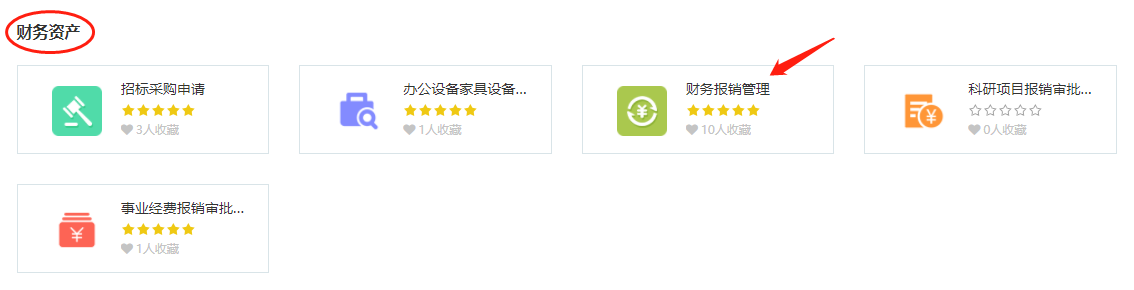 财务资产
招标采购申请
3人收藏
办公设备家具设备...
1人收藏
财务报销管理
10人收藏
科研项目报销审批...
0人收藏
事业经费报销审批...
1人收藏